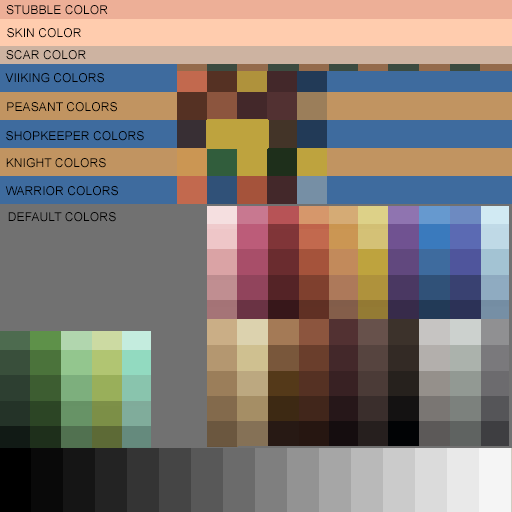 STUBBLE COLOR
SKIN COLOR
SCAR COLOR
VIIKING COLORS
PEASANT COLORS
SHOPKEEPER COLORS
KNIGHT COLORS
WARRIOR COLORS
DEFAULT COLORS